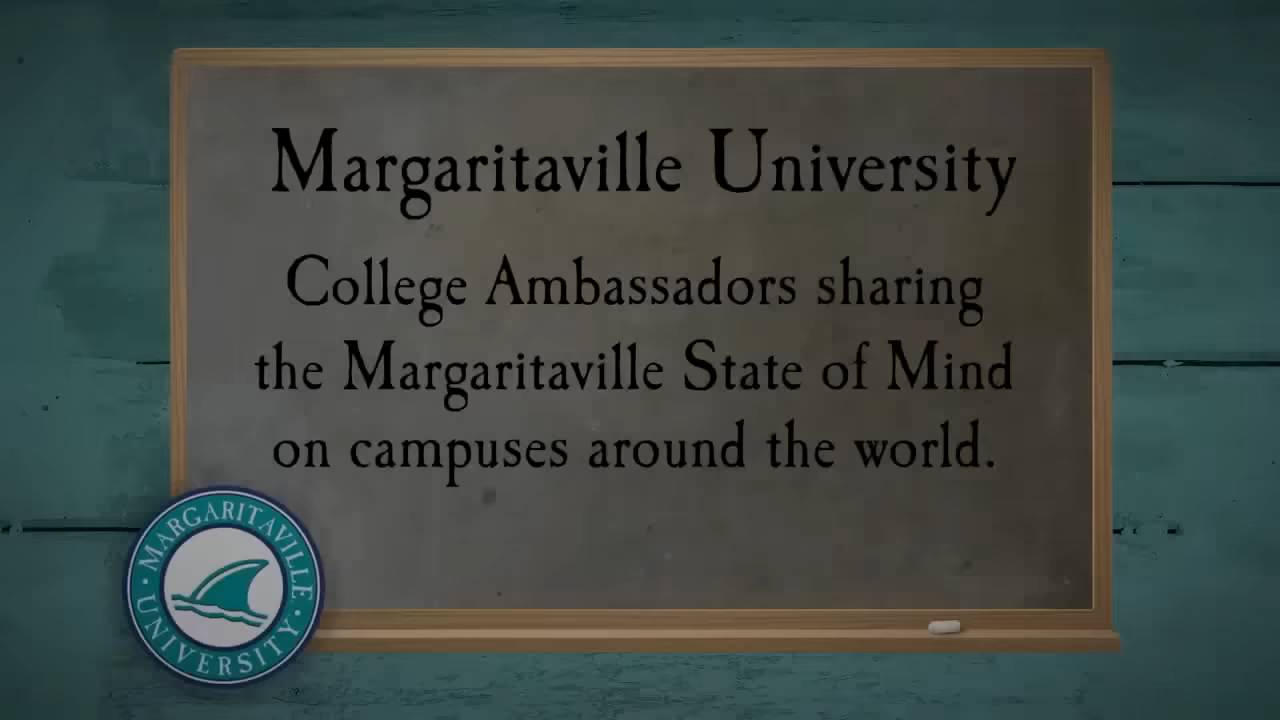 Margaritaville University
College Ambassadors sharing
the Margaritaville State of Mind
on campuses around the world.
MARGARITAVILLE
UNIVERSITY